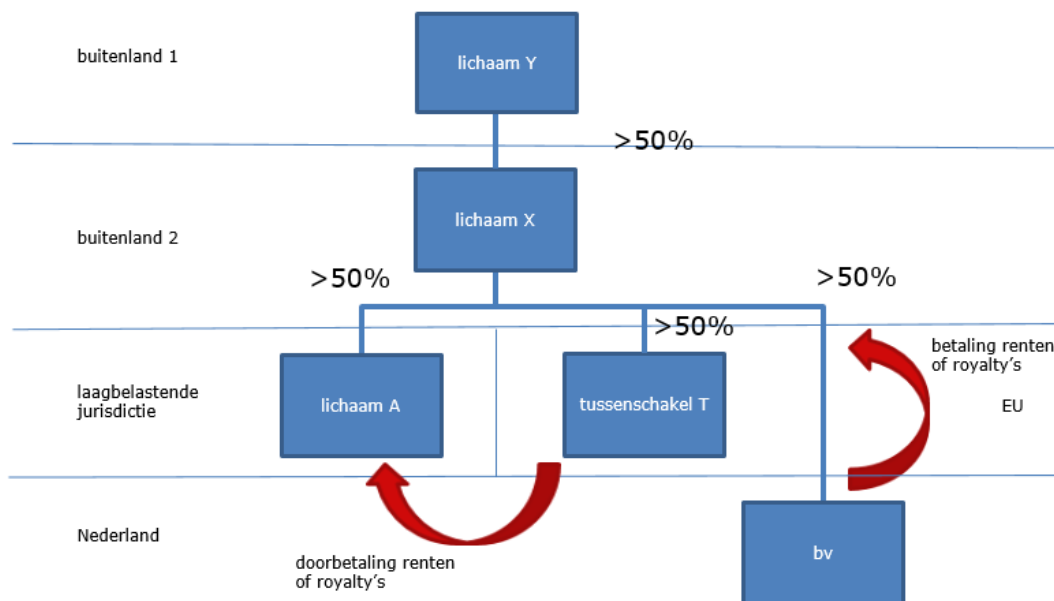 buitenland 1
lichaam Y
>50%
lichaam X
buitenland 2
>50%
>50%
>50%
betaling renten
of royalty's
laagbelastende
jurisdictie
lichaam A
tussenschakel T
EU
Nederland
doorbetaling renten
of royalty's
bv